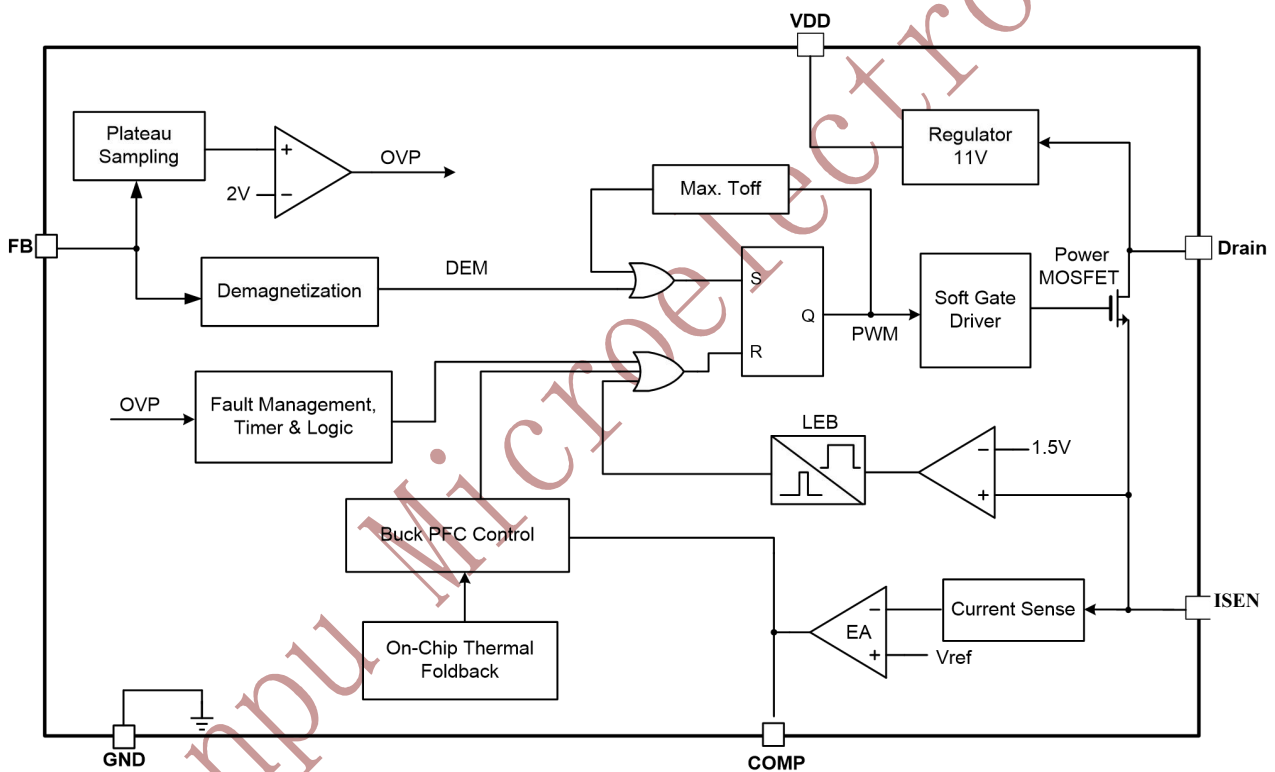 VDD
Plateau
Sampling
+
2V
−
OVP
Regulator
11V
Max. Toff
FB
Drain
Demagnetization
DEM
S
Q
R
PWM
Soft Gate
Driver
Power
MOSFET
OVP
Fault Management,
Timer & Logic
LEB
−
1.5V
+
Buck PFC Control
On-Chip Thermal
Foldback
EA
−
+
Vref
Current Sense
ISEN
GND
COMP
npu Microelectro